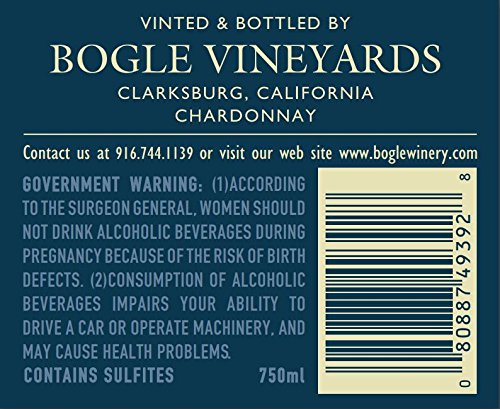 VINTED & BOTTLED BY
BOGLE VINEYARDS
CLARKSBURG, CALIFORNIA
CHARDONNAY
Contact us at 916.744.1139 or visit our web site www.boglewinery.com
GOVERNMENT WARNING: (1)ACCORDING
TO THE SURGEON GENERAL, WOMEN SHOULD
NOT DRINK ALCOHOLIC BEVERAGES DURING
PREGNANCY BECAUSE OF THE RISK OF BIRTH
DEFECTS. (2)CONSUMPTION OF ALCOHOLIC
BEVERAGES IMPAIRS YOUR ABILITY TO
DRIVE A CAR OR OPERATE MACHINERY, AND
MAY CAUSE HEALTH PROBLEMS.
CONTAINS SULFITES 750ml
0 80887 49392 8